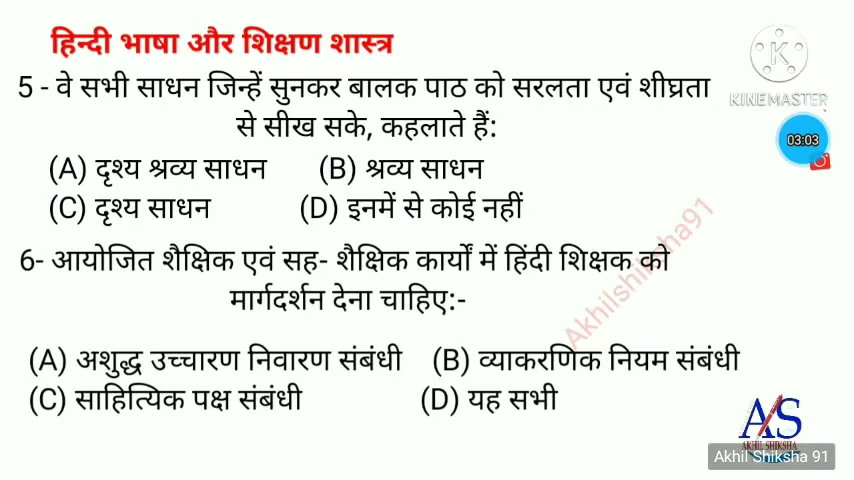 हिन्दी भाषा और शिक्षण शास्त्र
5 - वे सभी साधन जिन्हें सुनकर बालक पाठ को सरलता एवं शीघ्रता
से सीख सके, कहलाते हैं:
(A) दृश्य श्रव्य साधन (B) श्रव्य साधन
(C) दृश्य साधन (D) इनमें से कोई नहीं
6- आयोजित शैक्षिक एवं सह- शैक्षिक कार्यों में हिंदी शिक्षक को
मार्गदर्शन देना चाहिए:-
(A) अशुद्ध उच्चारण निवारण संबंधी (B) व्याकरणिक नियम संबंधी
(C) साहित्यिक पक्ष संबंधी (D) यह सभी
K
KINEMASTER
03:03
Akhilshiksha91
A/S
AKHIL SHIKSHA
Akhil Shiksha 91